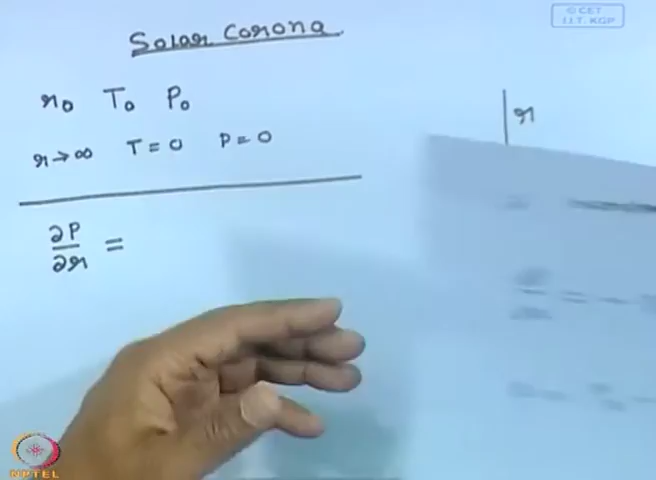 © CET
I.I.T. KGP
Solar Corona
r₀ T₀ P₀
r
r→∞ T = 0 P = 0
∂P/∂r =
NPTEL